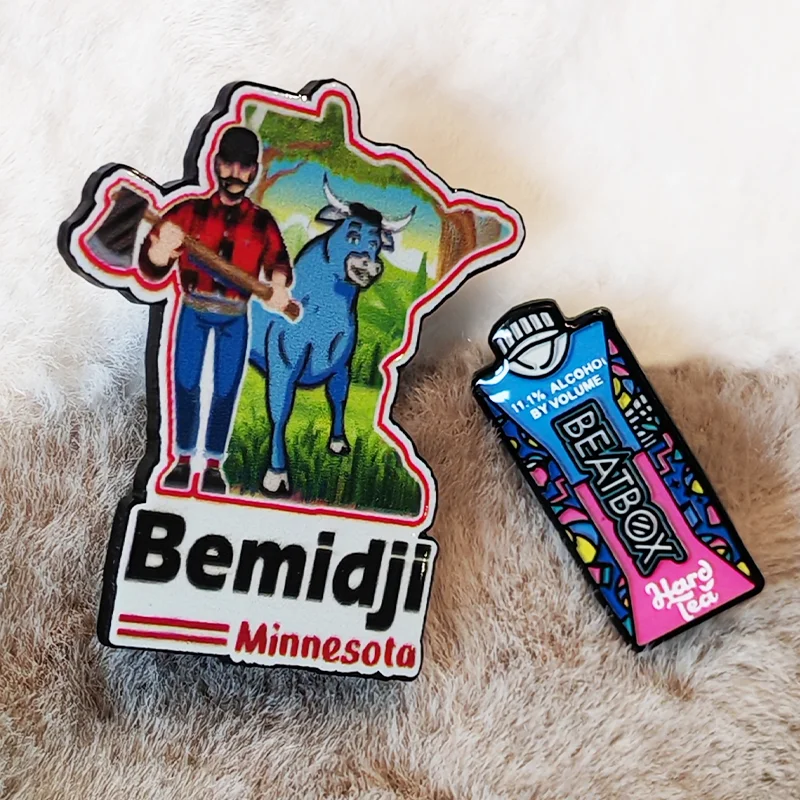 Bemidji
Minnesota
11.1% ALCOHOL
BY VOLUME
BEATBOX
Hard
Tea